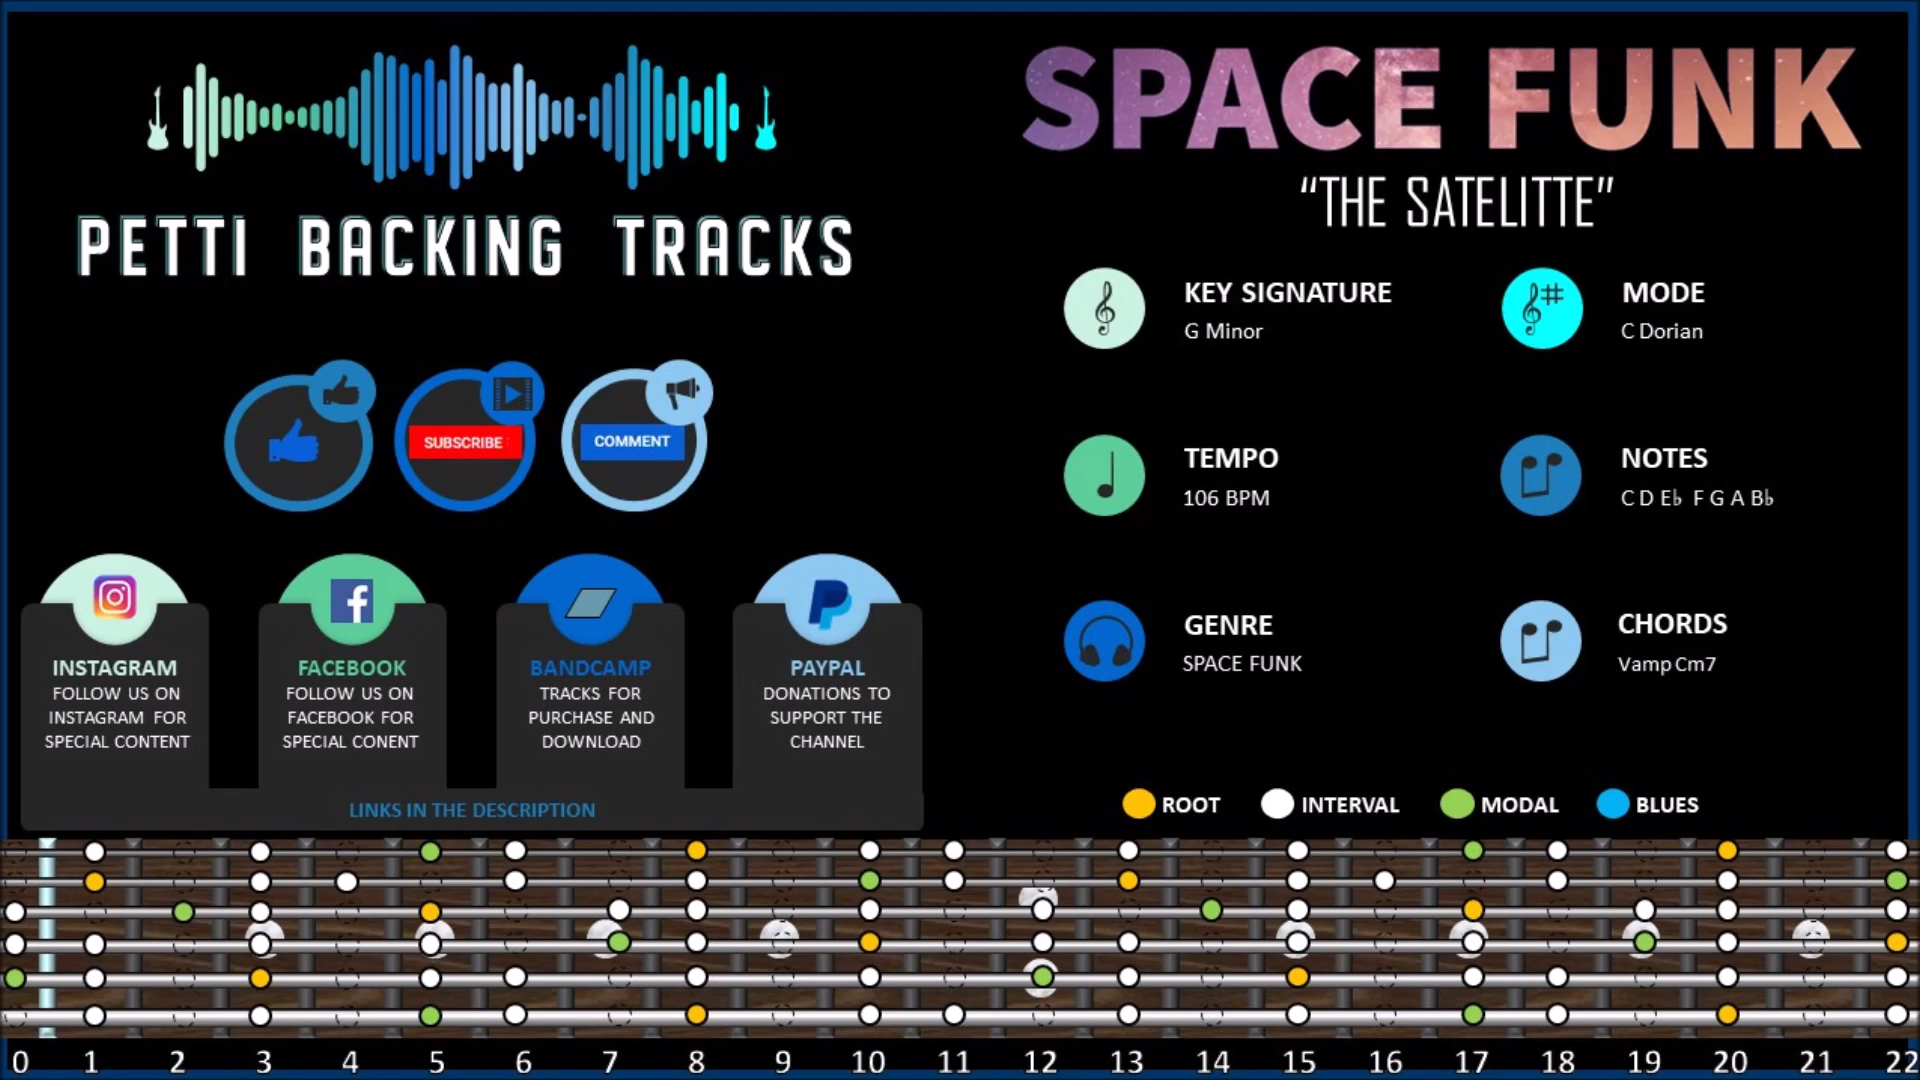 PETTI BACKING TRACKS
SUBSCRIBE
COMMENT
INSTAGRAM
FOLLOW US ON
INSTAGRAM FOR
SPECIAL CONTENT
FACEBOOK
FOLLOW US ON
FACEBOOK FOR
SPECIAL CONENT
BANDCAMP
TRACKS FOR
PURCHASE AND
DOWNLOAD
PAYPAL
DONATIONS TO
SUPPORT THE
CHANNEL
LINKS IN THE DESCRIPTION
SPACE FUNK
“THE SATELITTE”
KEY SIGNATURE
G Minor
MODE
C Dorian
TEMPO
106 BPM
NOTES
C D E♭ F G A B♭
GENRE
SPACE FUNK
CHORDS
Vamp Cm7
ROOT INTERVAL MODAL BLUES
0 1 2 3 4 5 6 7 8 9 10 11 12 13 14 15 16 17 18 19 20 21 22